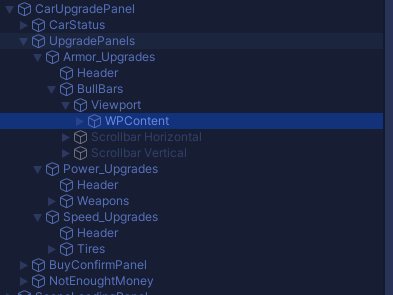 CarUpgradePanel
CarStatus
UpgradePanels
Armor_Upgrades
Header
BullBars
Viewport
WPContent
Scrollbar Horizontal
Scrollbar Vertical
Power_Upgrades
Header
Weapons
Speed_Upgrades
Header
Tires
BuyConfirmPanel
NotEnoughtMoney